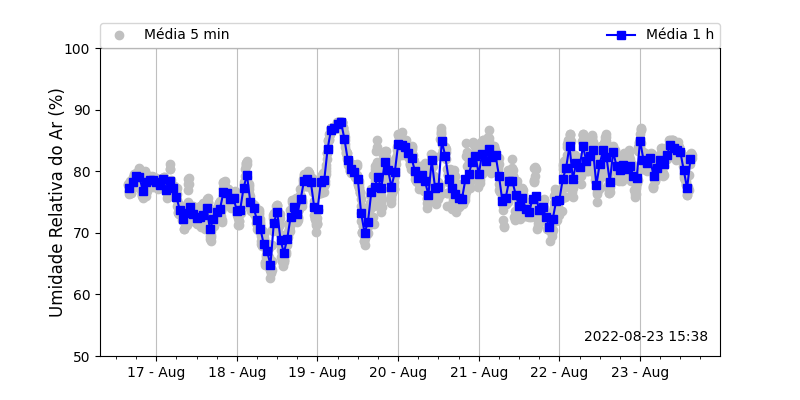 Média 5 min
Média 1 h
Umidade Relativa do Ar (%)
100
90
80
70
60
50
2022-08-23 15:38
17 - Aug
18 - Aug
19 - Aug
20 - Aug
21 - Aug
22 - Aug
23 - Aug